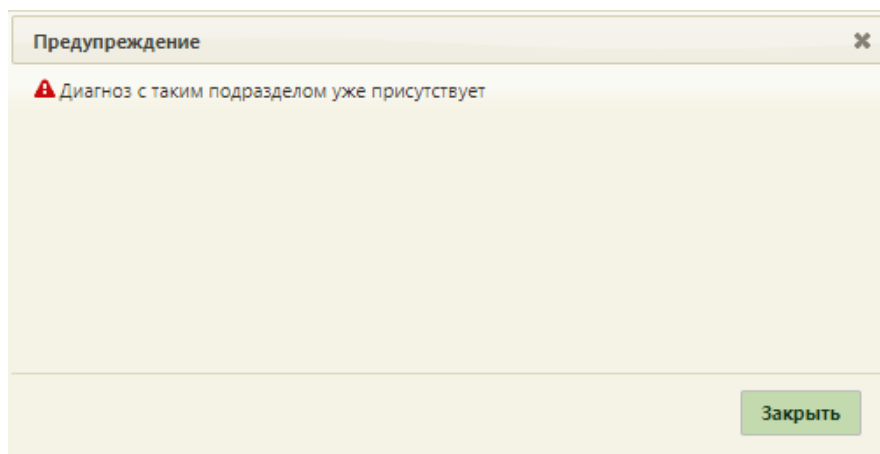 Предупреждение
Диагноз с таким подразделом уже присутствует
Закрыть